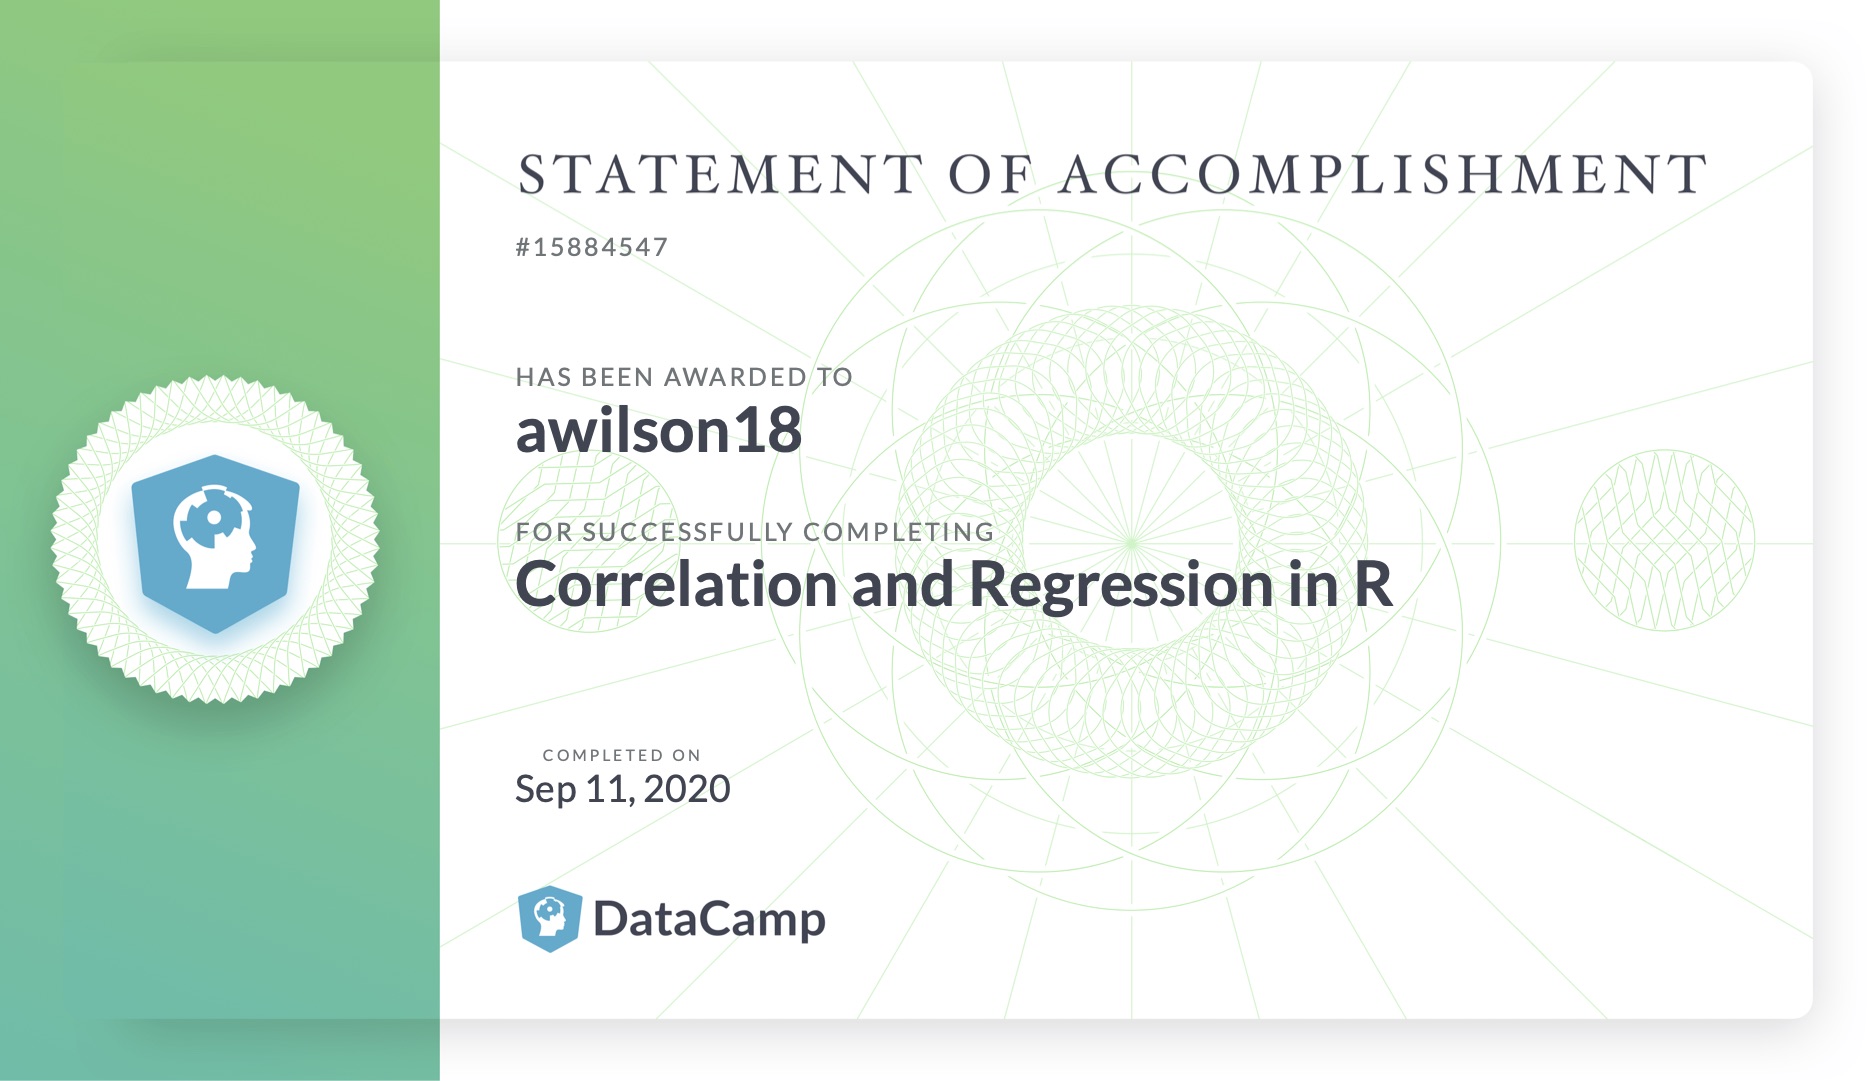 STATEMENT OF ACCOMPLISHMENT
#15884547
HAS BEEN AWARDED TO
awilson18
FOR SUCCESSFULLY COMPLETING
Correlation and Regression in R
COMPLETED ON
Sep 11, 2020
DataCamp